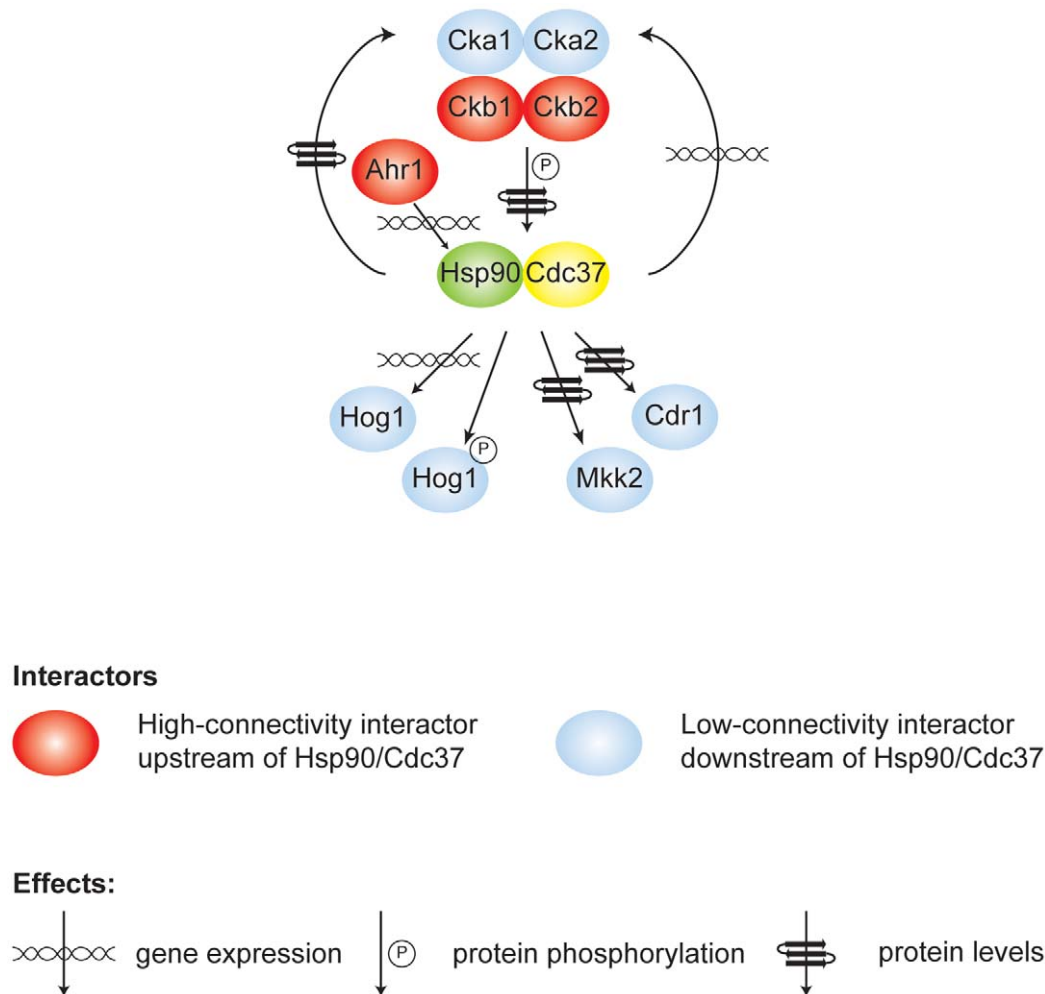 Cka1 Cka2
Ckb1 Ckb2
Ahr1
P
Hsp90 Cdc37
Hog1
Cdr1
P
Hog1
Mkk2
Interactors
High-connectivity interactor
upstream of Hsp90/Cdc37
Low-connectivity interactor
downstream of Hsp90/Cdc37
Effects:
gene expression
P
protein phosphorylation
protein levels